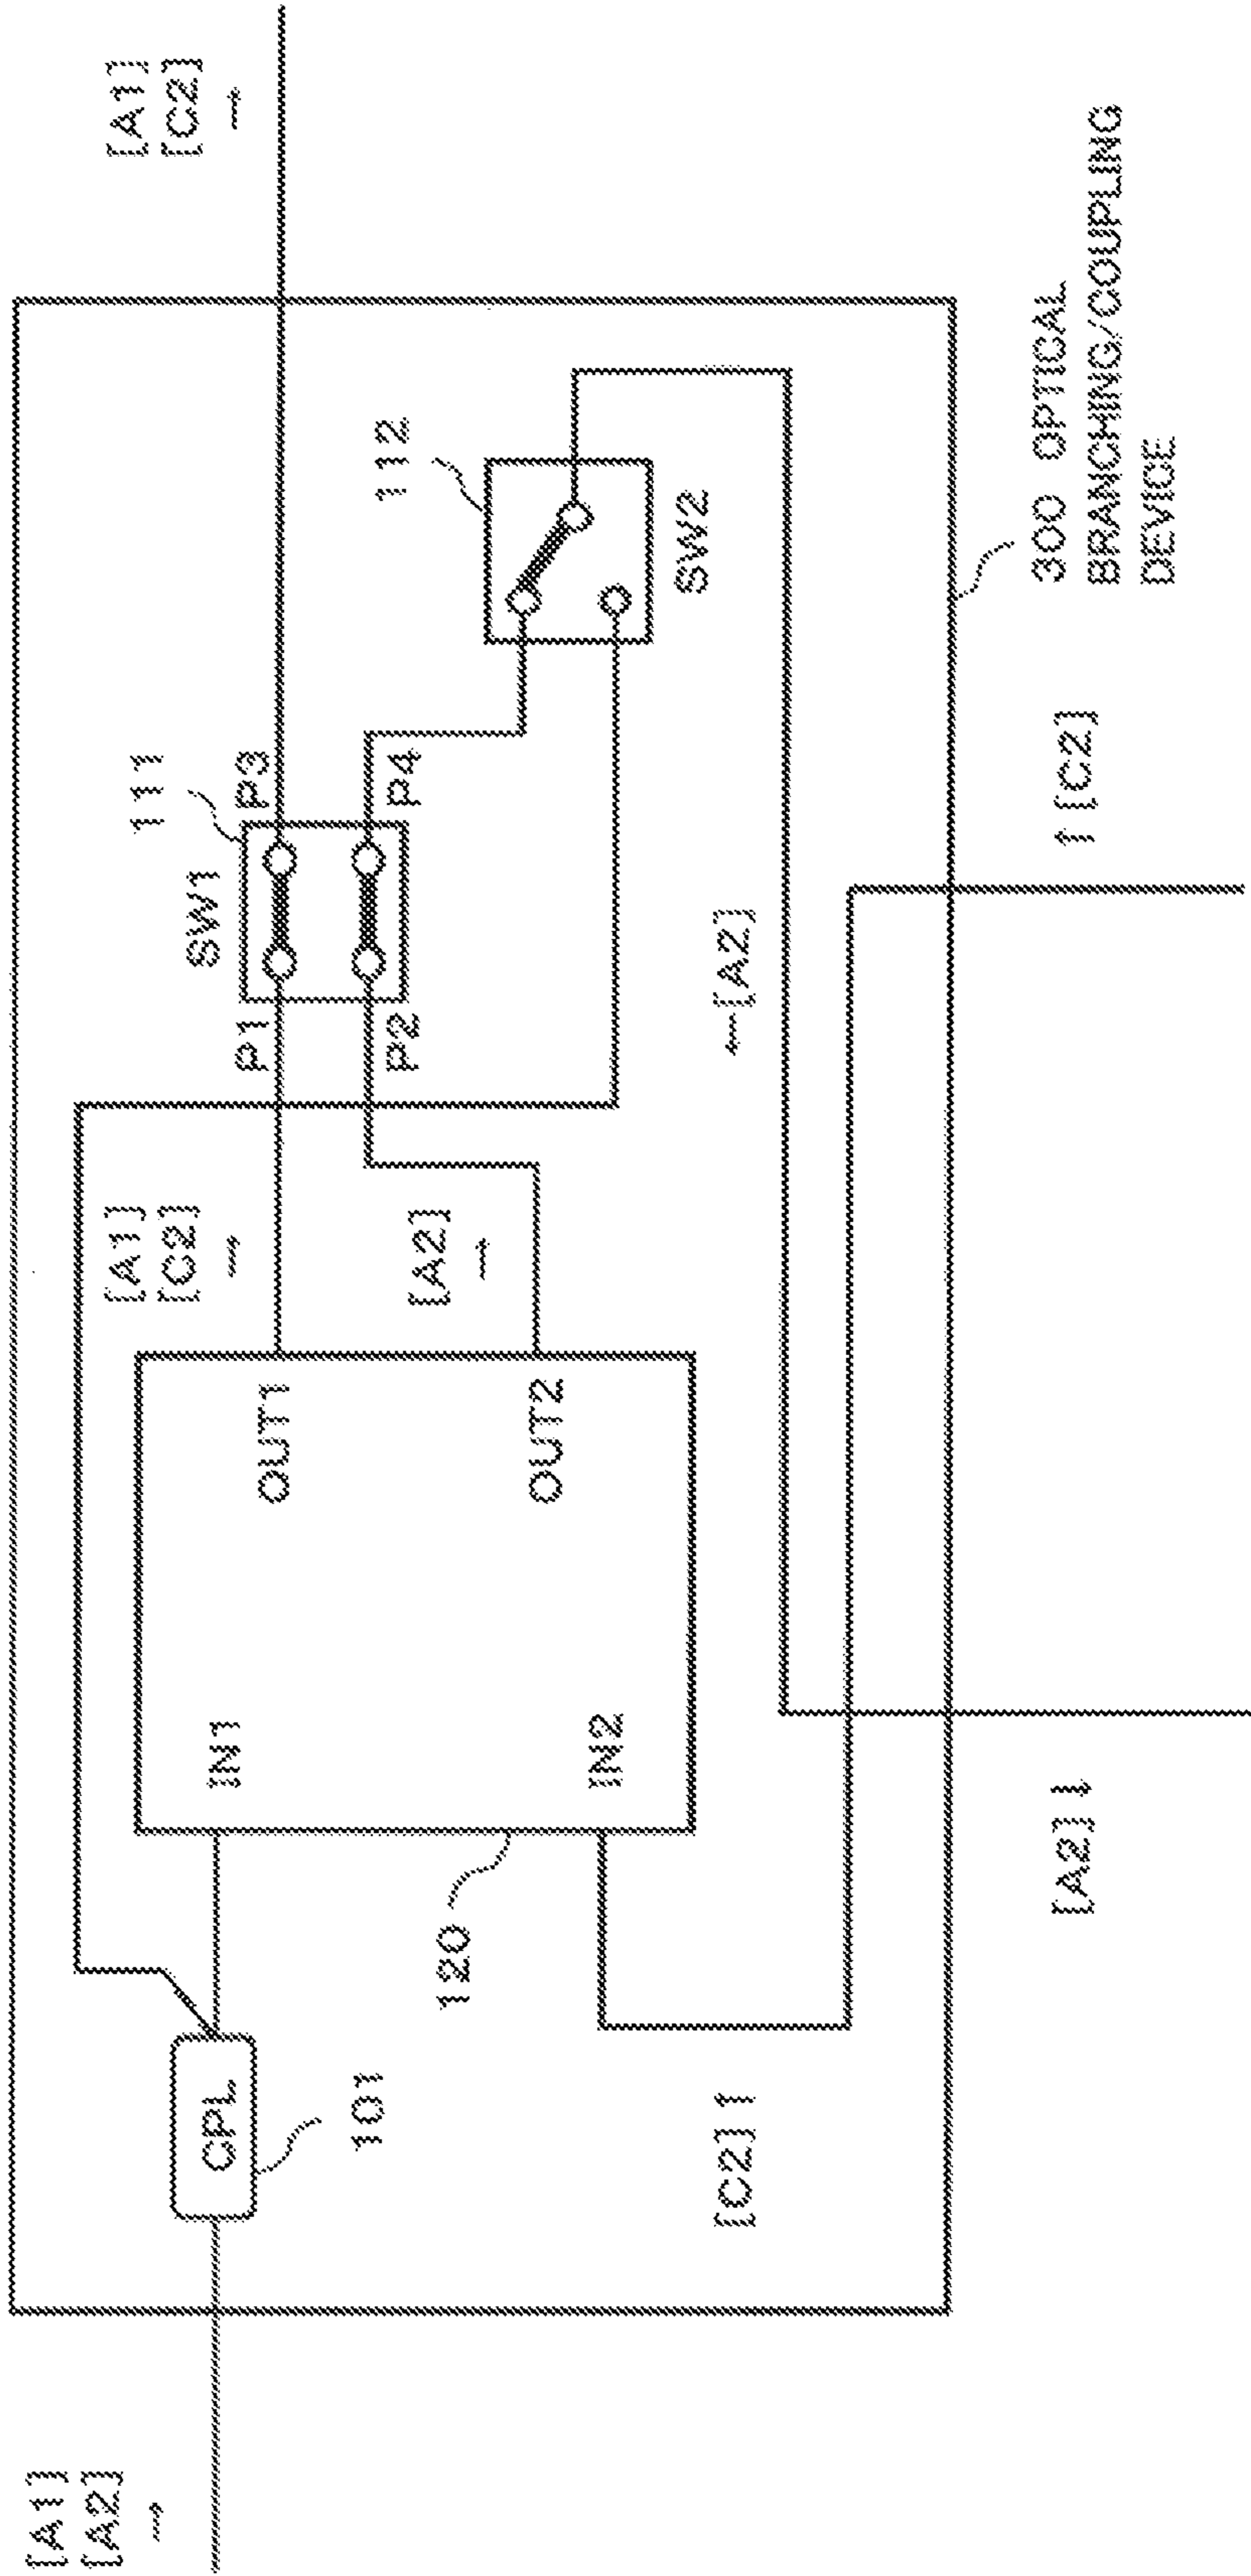 [A1]
[A2]
→
CPL
101
[C2] ↑
120
IN1
IN2
OUT1
OUT2
[A1]
[C2]
→
[A2]
→
SW1
111
P1
P2
P3
P4
←[A2]
112
SW2
[A1]
[C2]
→
[A2] ↓
↑ [C2]
300 OPTICAL
BRANCHING/COUPLING
DEVICE